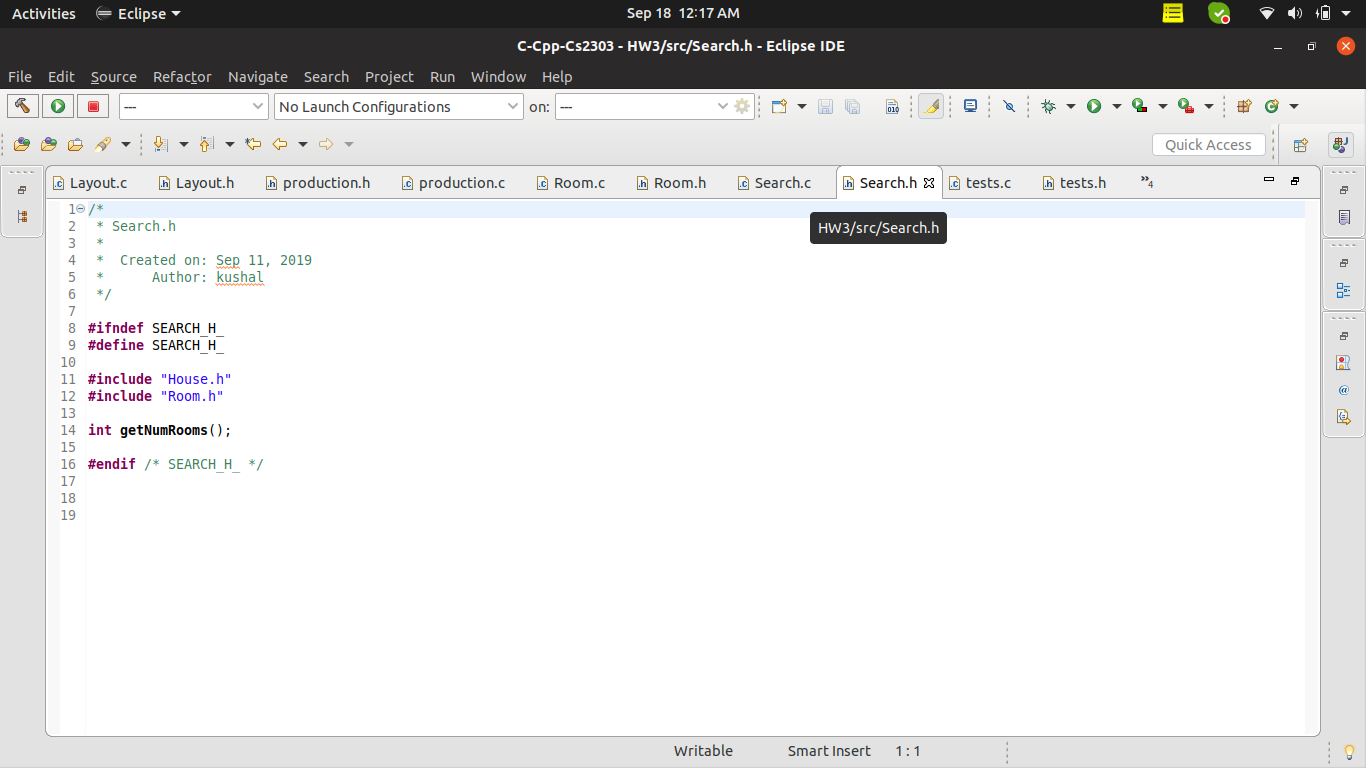 Activities Eclipse Sep 18 12:17 AM
C-Cpp-Cs2303 - HW3/src/Search.h - Eclipse IDE
File Edit Source Refactor Navigate Search Project Run Window Help
--- No Launch Configurations on: --- 010
Quick Access
Layout.c Layout.h production.h production.c Room.c Room.h Search.c Search.h tests.c tests.h »4
HW3/src/Search.h
1 /*
2 * Search.h
3 *
4 * Created on: Sep 11, 2019
5 * Author: kushal
6 */
7
8 #ifndef SEARCH_H_
9 #define SEARCH_H_
10
11 #include "House.h"
12 #include "Room.h"
13
14 int getNumRooms();
15
16 #endif /* SEARCH_H_ */
17
18
19
Writable Smart Insert 1 : 1